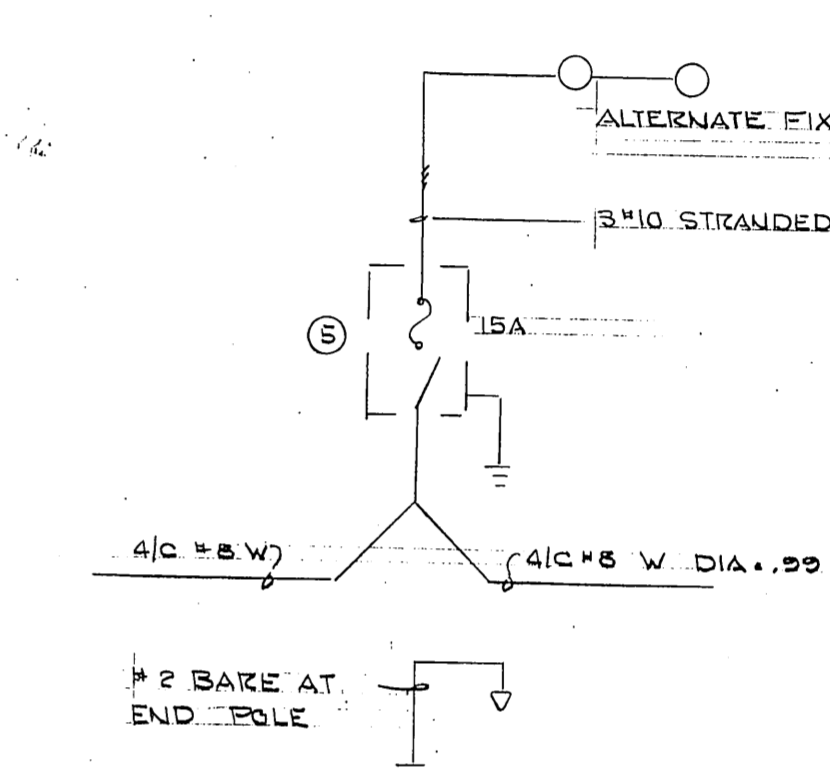 ALTERNATE FIX
3#10 STRANDED
5
15A
4/C #8 W
4/C #8 W DIA. .99
#2 BARE AT
END POLE